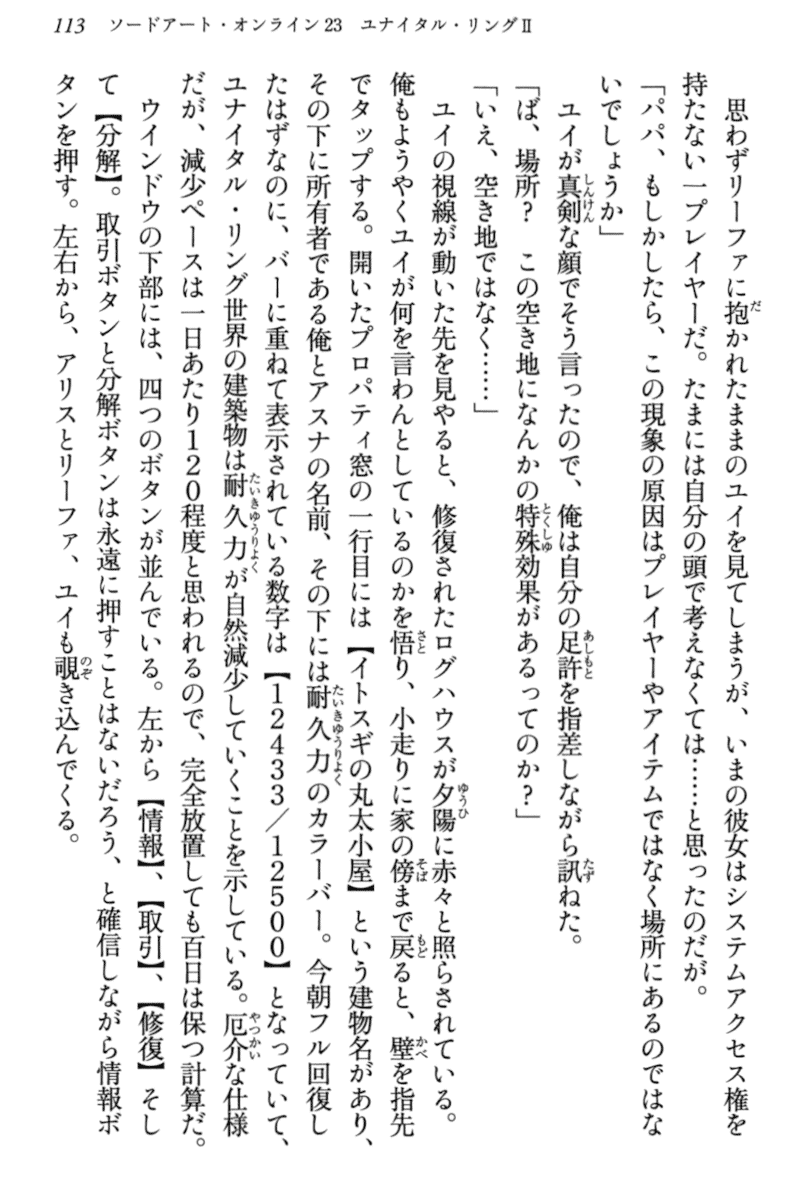 113 ソードアート・オンライン23 ユナイタル・リングⅡ
　思わずリーファに抱かれたままのユイを見てしまうが、いまの彼女はシステムアクセス権を
持たない一プレイヤーだ。たまには自分の頭で考えなくては……と思ったのだが。
「パパ、もしかしたら、この現象の原因はプレイヤーやアイテムではなく場所にあるのではな
いでしょうか」
　ユイが真剣な顔でそう言ったので、俺は自分の足許を指差しながら訊ねた。
「ば、場所？　この空き地になんかの特殊効果があるってのか？」
「いえ、空き地ではなく……」
　ユイの視線が動いた先を見やると、修復されたログハウスが夕陽に赤々と照らされている。
俺もようやくユイが何を言わんとしているのかを悟り、小走りに家の傍まで戻ると、壁を指先
でタップする。開いたプロパティ窓の一行目には【イトスギの丸太小屋】という建物名があり、
その下に所有者である俺とアスナの名前、その下には耐久力のカラーバー。今朝フル回復し
たはずなのに、バーに重ねて表示されている数字は【12433／12500】となっていて、
ユナイタル・リング世界の建築物は耐久力が自然減少していくことを示している。厄介な仕様
だが、減少ペースは一日あたり120程度と思われるので、完全放置しても百日は保つ計算だ。
　ウインドウの下部には、四つのボタンが並んでいる。左から【情報】、【取引】、【修復】そし
て【分解】。取引ボタンと分解ボタンは永遠に押すことはないだろう、と確信しながら情報ボ
タンを押す。左右から、アリスとリーファ、ユイも覗き込んでくる。